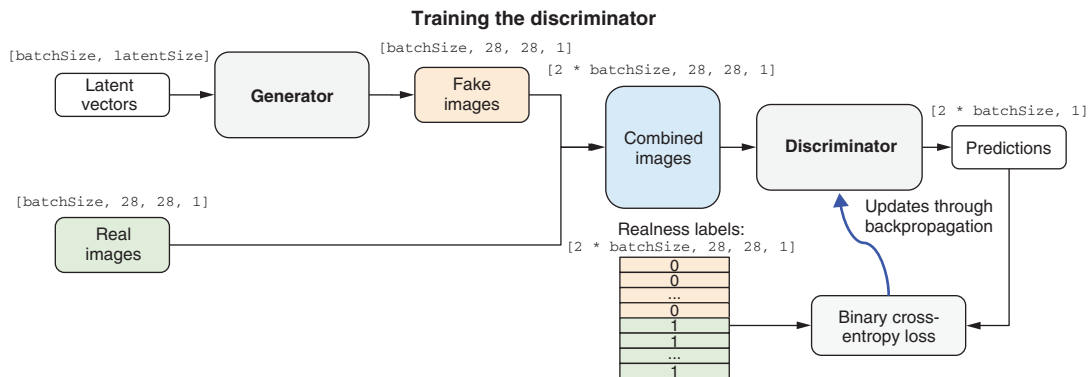 Training the discriminator
[batchSize, latentSize]
Latent
vectors
Generator
[batchSize, 28, 28, 1]
Fake
images
[2 * batchSize, 28, 28, 1]
Combined
images
Discriminator
[2 * batchSize, 1]
Predictions
[batchSize, 28, 28, 1]
Real
images
Updates through
backpropagation
Realness labels:
[2 * batchSize, 28, 28, 1]
0
0
...
0
1
1
...
1
Binary cross-
entropy loss